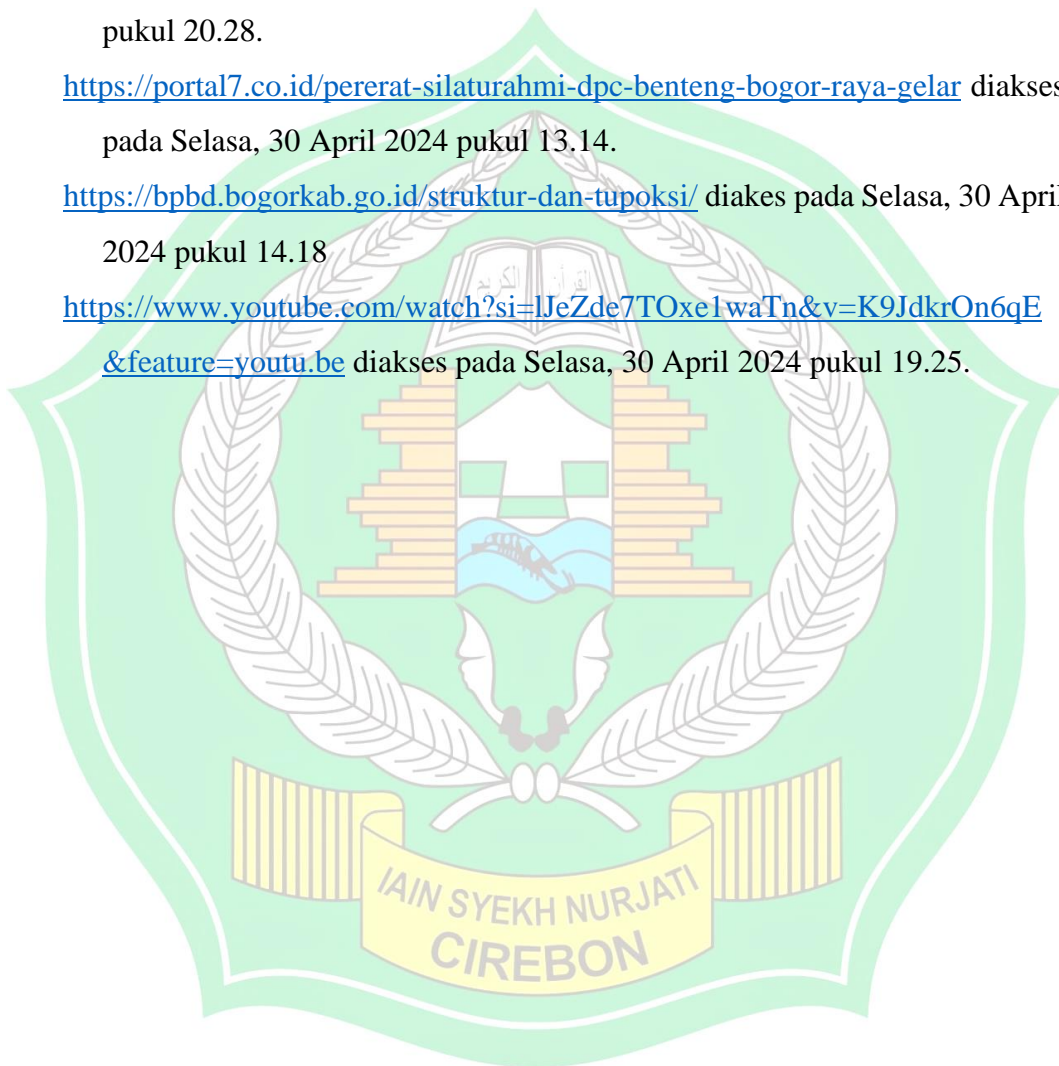 pukul 20.28.
https://portal7.co.id/pererat-silaturahmi-dpc-benteng-bogor-raya-gelar diakses
pada Selasa, 30 April 2024 pukul 13.14.
https://bpbd.bogorkab.go.id/struktur-dan-tupoksi/ diakes pada Selasa, 30 April
2024 pukul 14.18
https://www.youtube.com/watch?si=lJeZde7TOxe1waTn&v=K9JdkrOn6qE
&feature=youtu.be diakses pada Selasa, 30 April 2024 pukul 19.25.
القرآن الكريم
IAIN SYEKH NURJATI
CIREBON